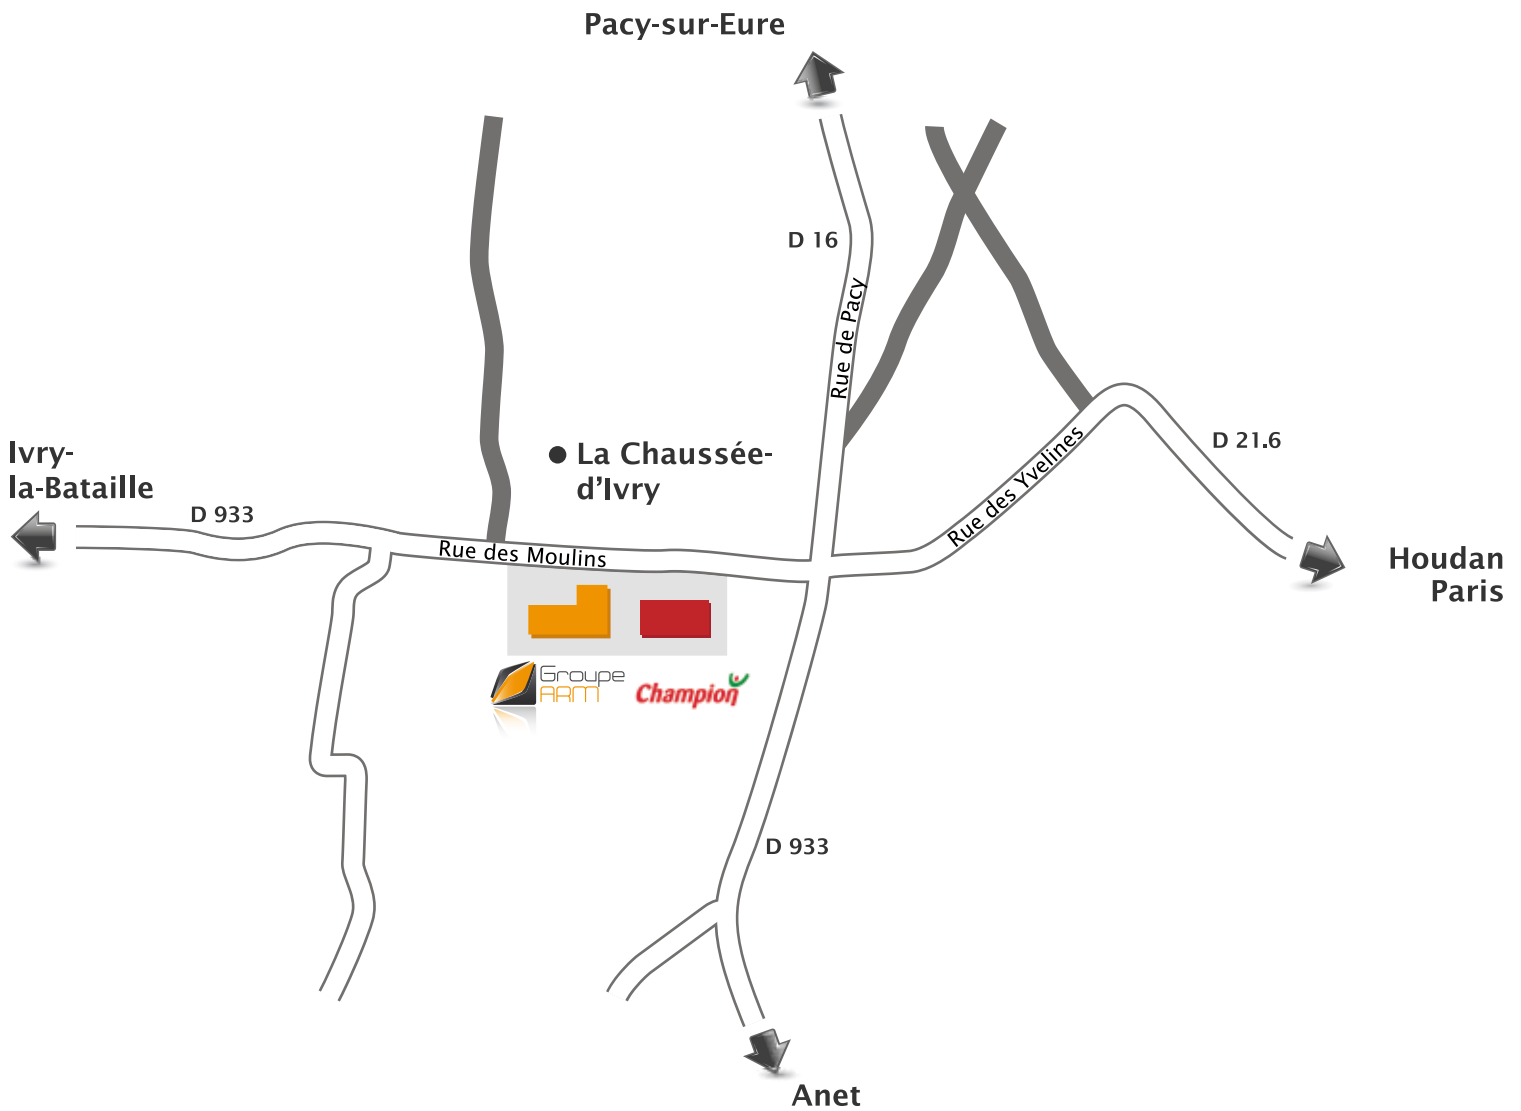 Pacy-sur-Eure
D 16
Rue de Pacy
Ivry-
la-Bataille
D 933
La Chaussée-
d'Ivry
Rue des Moulins
Rue des Yvelines
D 21.6
Houdan
Paris
Groupe
ARM
Champion
D 933
Anet